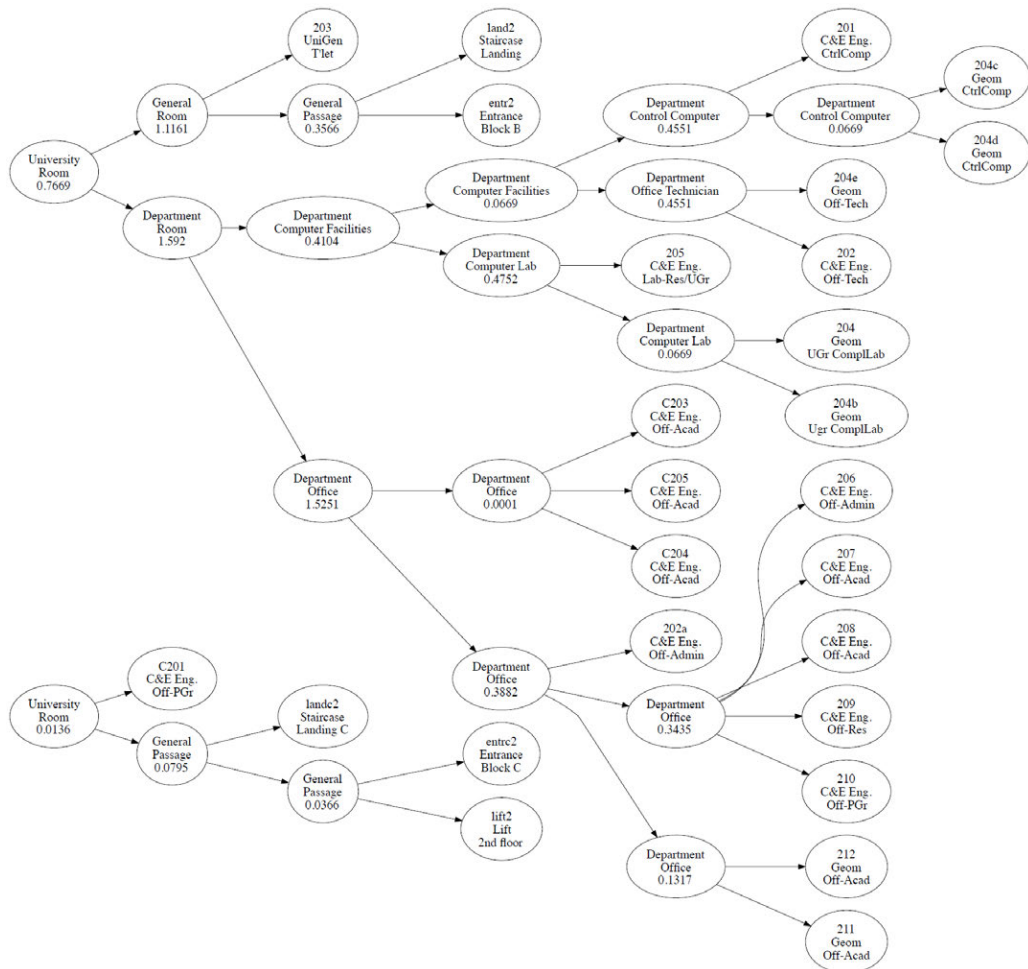 203
UniGen
T'let
land2
Staircase
Landing
201
C&E Eng.
CtrlComp
204c
Geom
CtrlComp
General
Room
1.1161
General
Passage
0.3566
entr2
Entrance
Block B
Department
Control Computer
0.4551
Department
Control Computer
0.0669
204d
Geom
CtrlComp
University
Room
0.7669
Department
Computer Facilities
0.0669
Department
Office Technician
0.4551
204e
Geom
Off-Tech
Department
Room
1.592
Department
Computer Facilities
0.4104
Department
Computer Lab
0.4752
205
C&E Eng.
Lab-Res/UGr
202
C&E Eng.
Off-Tech
Department
Computer Lab
0.0669
204
Geom
UGr ComplLab
C203
C&E Eng.
Off-Acad
204b
Geom
Ugr ComplLab
Department
Office
1.5251
Department
Office
0.0001
C205
C&E Eng.
Off-Acad
206
C&E Eng.
Off-Admin
C204
C&E Eng.
Off-Acad
207
C&E Eng.
Off-Acad
202a
C&E Eng.
Off-Admin
208
C&E Eng.
Off-Acad
C201
C&E Eng.
Off-PGr
Department
Office
0.3882
University
Room
0.0136
landc2
Staircase
Landing C
Department
Office
0.3435
209
C&E Eng.
Off-Res
General
Passage
0.0795
entrc2
Entrance
Block C
General
Passage
0.0366
210
C&E Eng.
Off-PGr
lift2
Lift
2nd floor
Department
Office
0.1317
212
Geom
Off-Acad
211
Geom
Off-Acad